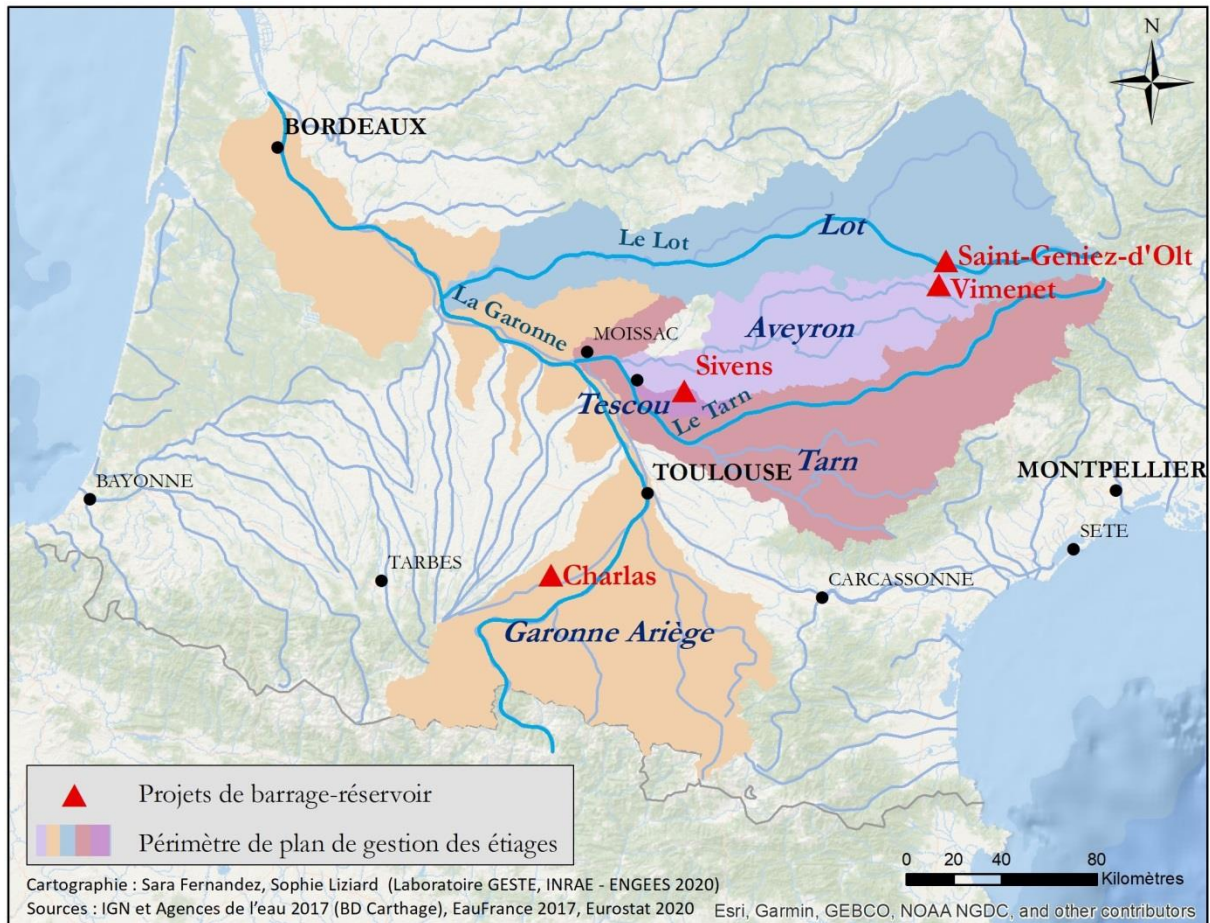 N
BORDEAUX
Le Lot
Lot
Saint-Geniez-d'Olt
Vimenet
La Garonne
MOISSAC
Aveyron
Sivens
Tescou
Le Tarn
Tarn
TOULOUSE
MONTPELLIER
BAYONNE
SETE
TARBES
Charlas
CARCASSONNE
Garonne Ariège
Projets de barrage-réservoir
Périmètre de plan de gestion des étiages
0 20 40 80
Kilomètres
Cartographie : Sara Fernandez, Sophie Liziard (Laboratoire GESTE, INRAE - ENGEES 2020)
Sources : IGN et Agences de l'eau 2017 (BD Carthage), EauFrance 2017, Eurostat 2020
Esri, Garmin, GEBCO, NOAA NGDC, and other contributors